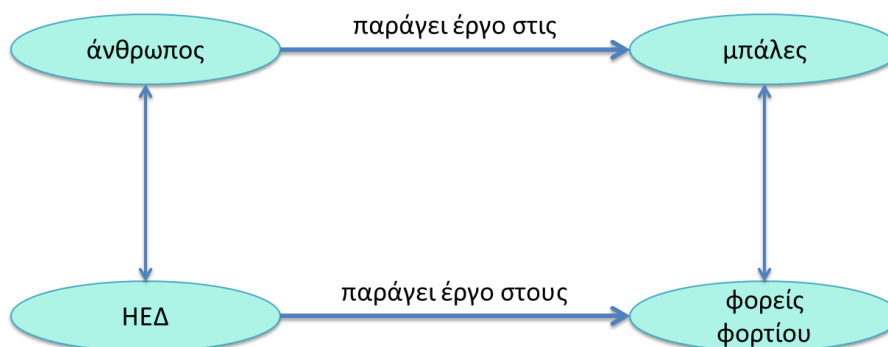 άνθρωπος
παράγει έργο στις
μπάλες
ΗΕΔ
παράγει έργο στους
φορείς
φορτίου